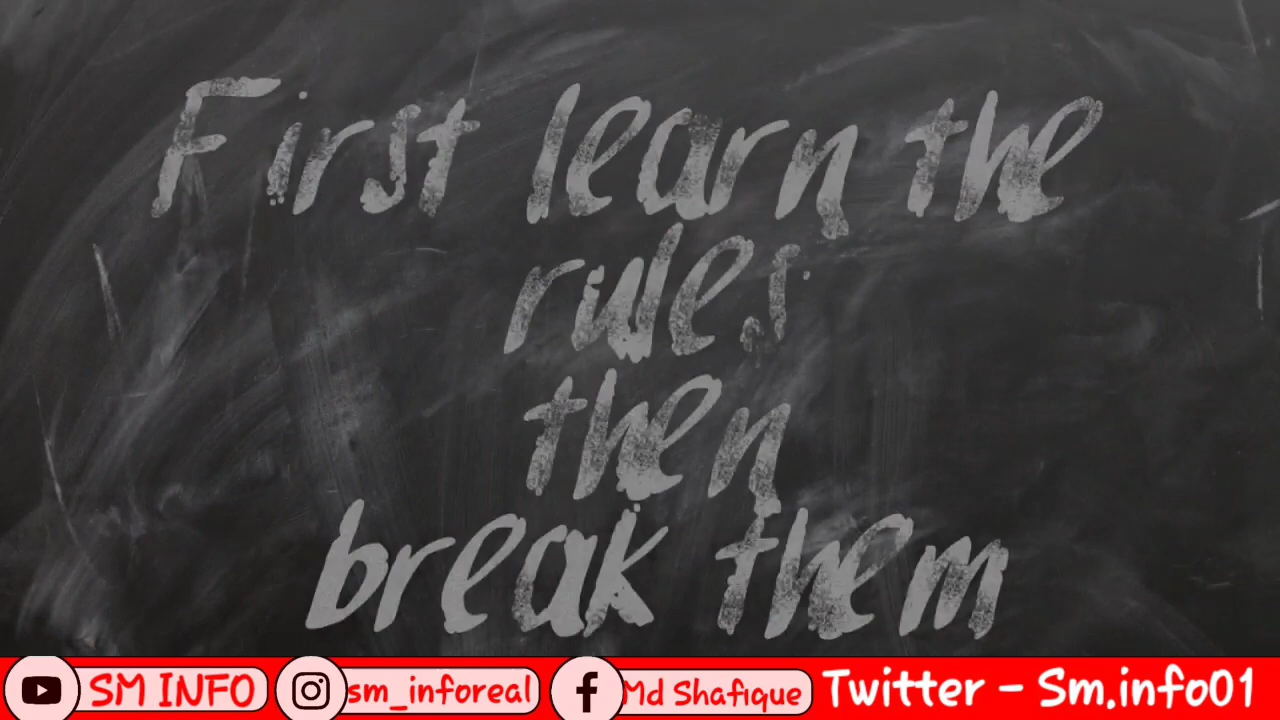 First learn the
rules
then
break them
SM INFO sm_inforeal Md Shafique Twitter - Sm.info01